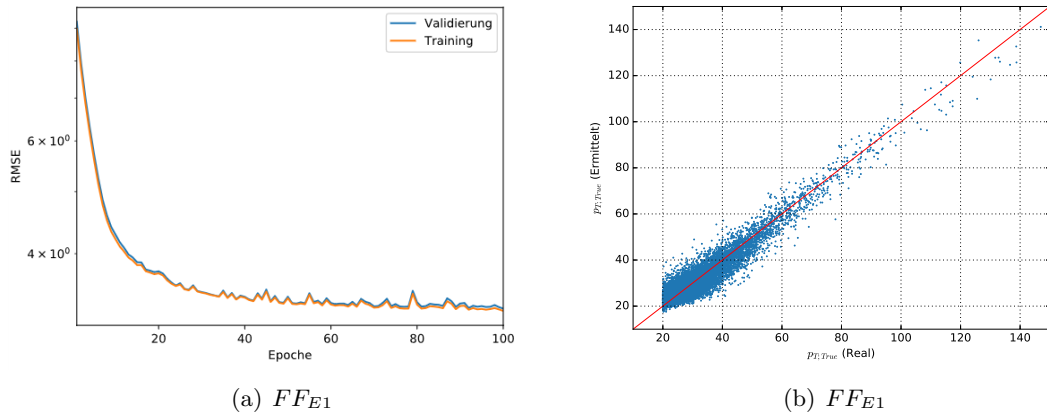 Validierung
Training
6 × 10⁰
4 × 10⁰
RMSE
20 40 60 80 100
Epoche
(a) FF_{E1}
140
120
100
80
60
40
20
p_{T;True} (Ermittelt)
20 40 60 80 100 120 140
p_{T;True} (Real)
(b) FF_{E1}